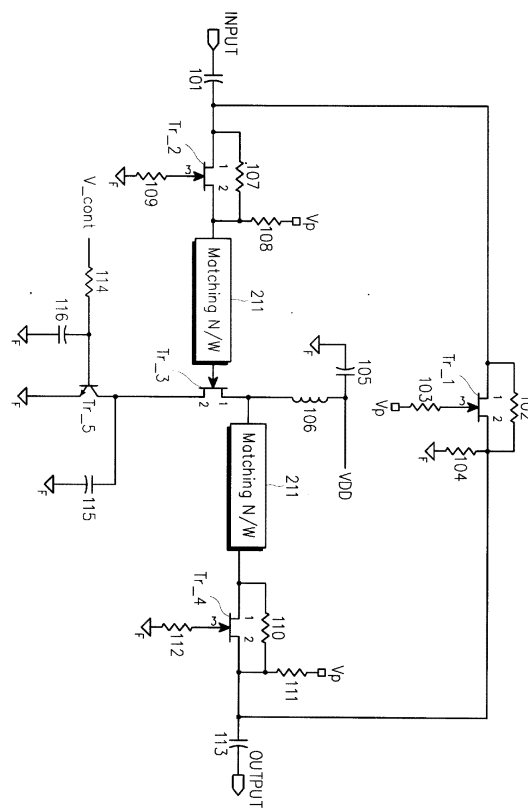 INPUT
101
Tr_2
1
2
3
107
109
F
108
Vp
V_cont
114
116
F
Matching N/W
211
Tr_3
1
2
Tr_5
F
115
F
105
F
106
VDD
Matching N/W
211
Tr_1
1
2
3
102
103
Vp
104
F
Tr_4
1
2
3
110
112
F
111
Vp
113
OUTPUT